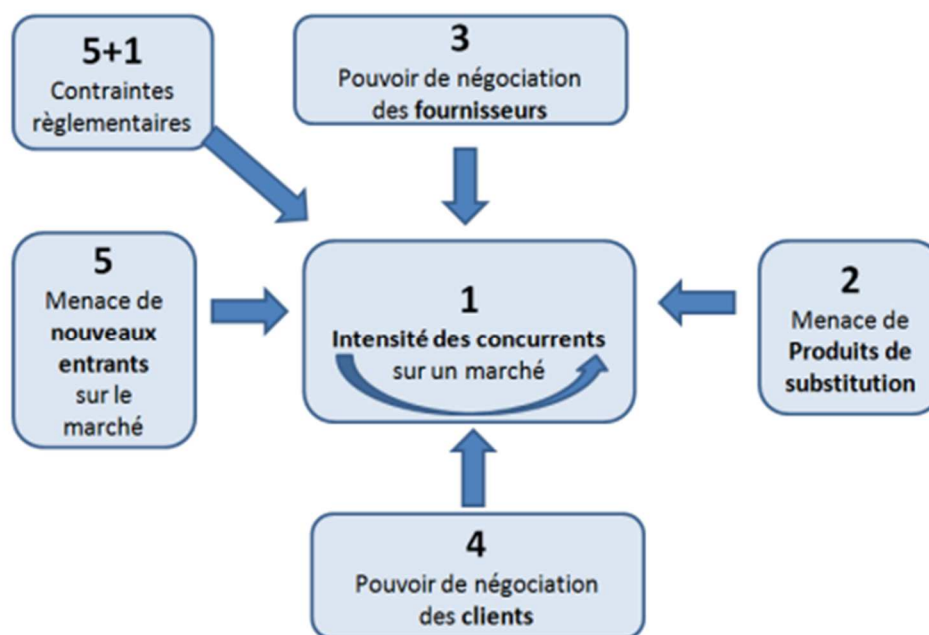 5+1
Contraintes
règlementaires
3
Pouvoir de négociation
des fournisseurs
5
Menace de
nouveaux
entrants
sur le
marché
1
Intensité des concurrents
sur un marché
2
Menace de
Produits de
substitution
4
Pouvoir de négociation
des clients